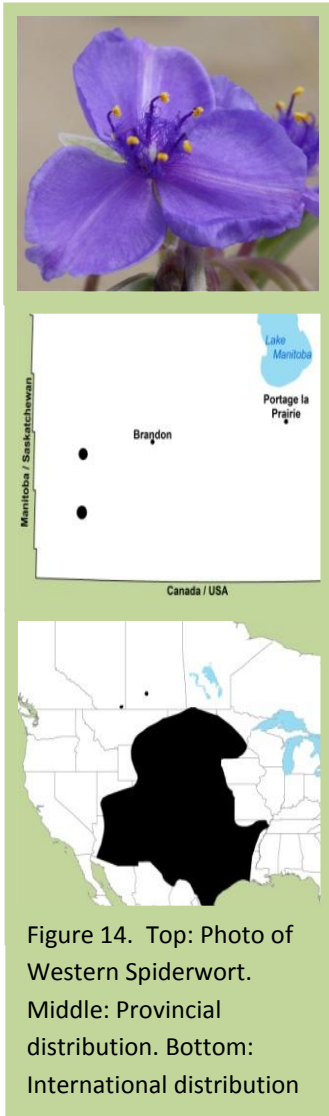 Lake
Manitoba
Portage la
Prairie
Brandon
Manitoba / Saskatchewan
Canada / USA
Figure 14.  Top: Photo of
Western Spiderwort.
Middle: Provincial
distribution. Bottom:
International distribution